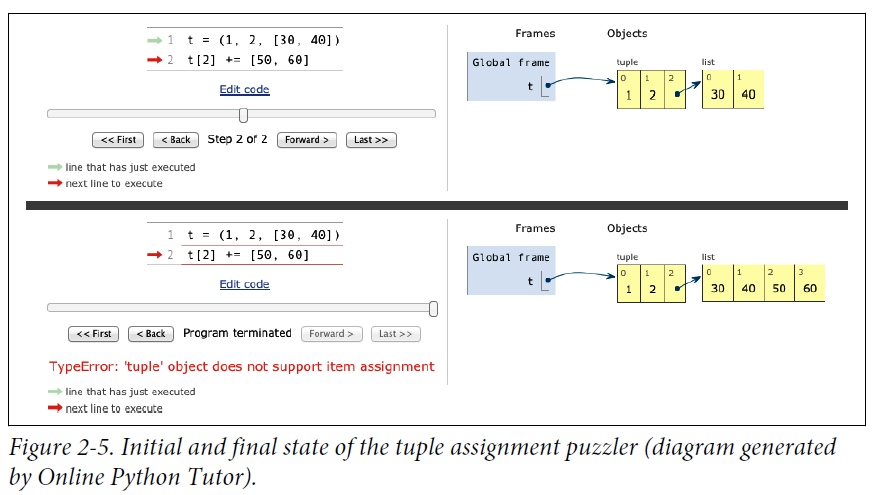 1 t = (1, 2, [30, 40])
2 t[2] += [50, 60]
Edit code
<< First < Back Step 2 of 2 Forward > Last >>
line that has just executed
next line to execute
Frames Objects
Global frame
t
tuple
0 1 2
1 2
list
0 1
30 40
1 t = (1, 2, [30, 40])
2 t[2] += [50, 60]
Edit code
<< First < Back Program terminated Forward > Last >>
TypeError: 'tuple' object does not support item assignment
line that has just executed
next line to execute
Frames Objects
Global frame
t
tuple
0 1 2
1 2
list
0 1 2 3
30 40 50 60
Figure 2-5. Initial and final state of the tuple assignment puzzler (diagram generated
by Online Python Tutor).